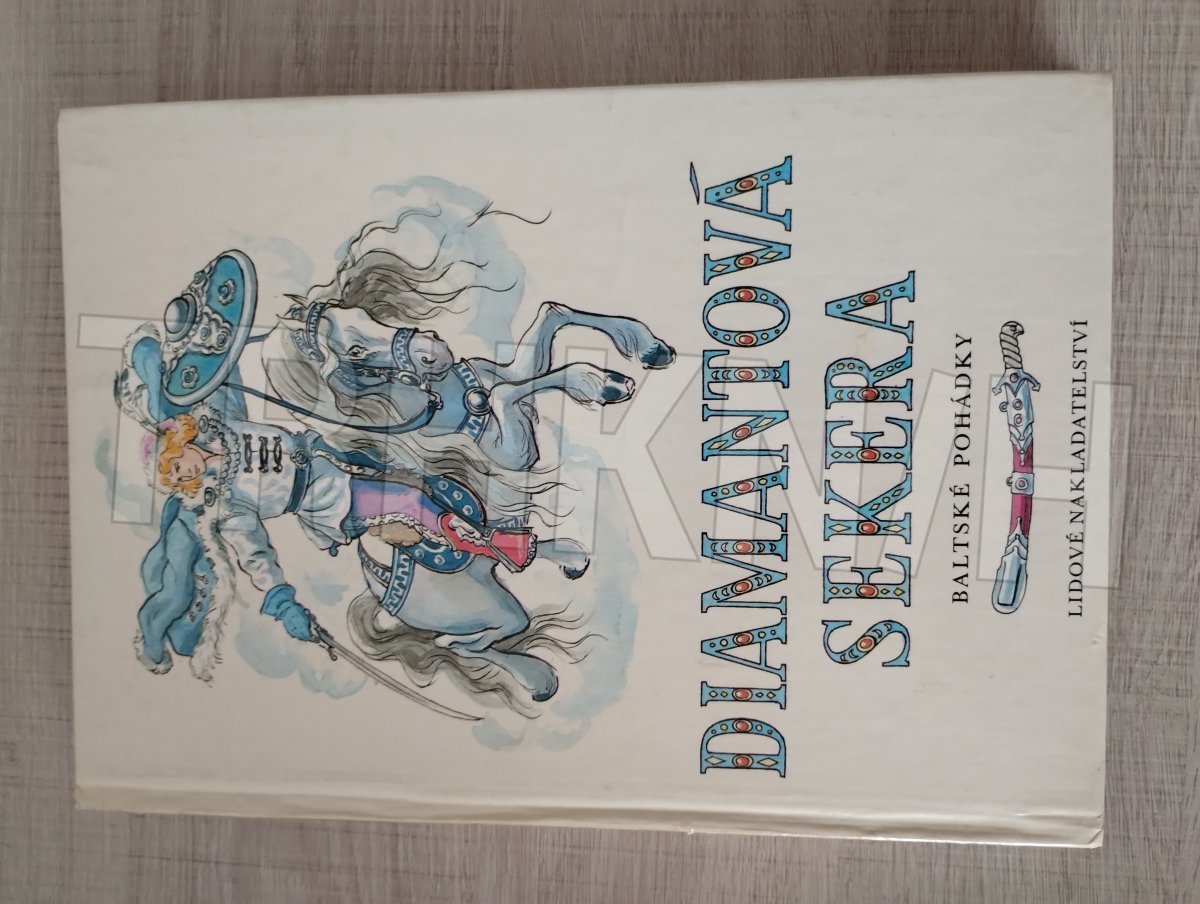 DIAMANTOVÁ
SEKERA
BALTSKÉ POHÁDKY
LIDOVÉ NAKLADATELSTVÍ